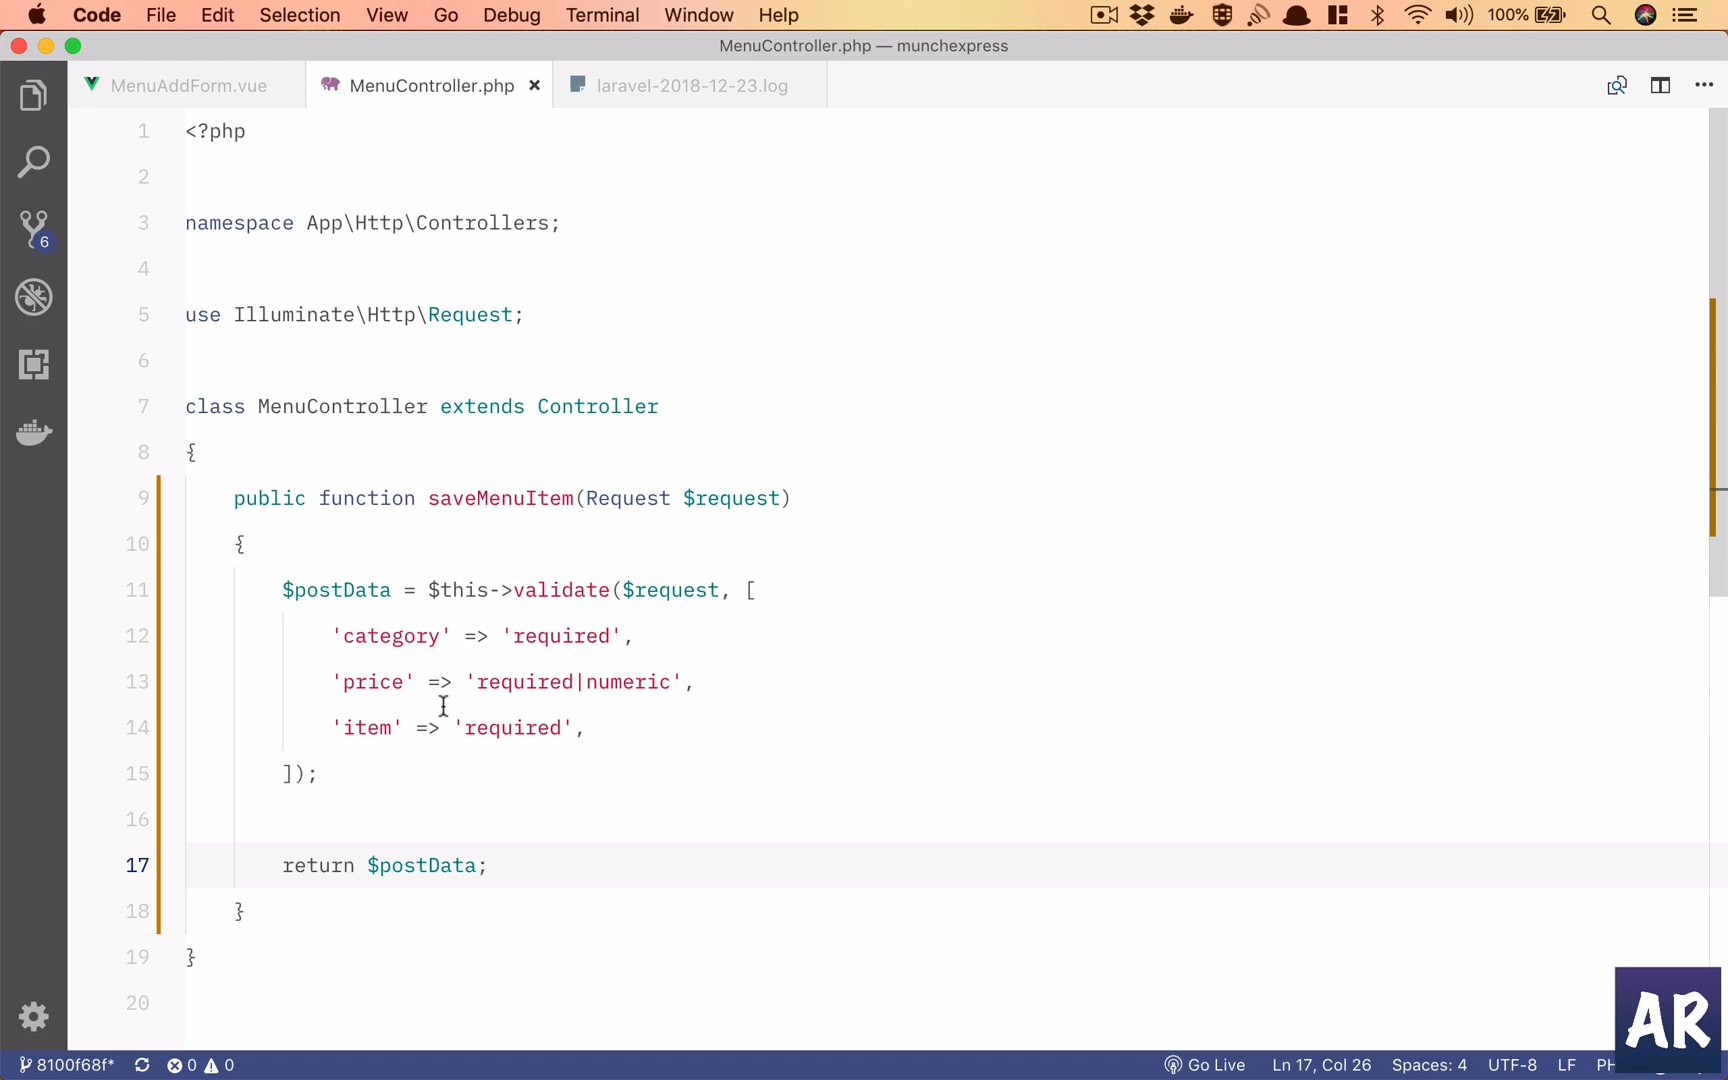 Code File Edit Selection View Go Debug Terminal Window Help 100%
MenuController.php — munchexpress
MenuAddForm.vue MenuController.php laravel-2018-12-23.log
1 <?php
2
3 namespace App\Http\Controllers;
4
5 use Illuminate\Http\Request;
6
7 class MenuController extends Controller
8 {
9 public function saveMenuItem(Request $request)
10 {
11 $postData = $this->validate($request, [
12 'category' => 'required',
13 'price' => 'required|numeric',
14 'item' => 'required',
15 ]);
16
17 return $postData;
18 }
19 }
20
6
AR
8100f68f* 0 0 Go Live Ln 17, Col 26 Spaces: 4 UTF-8 LF